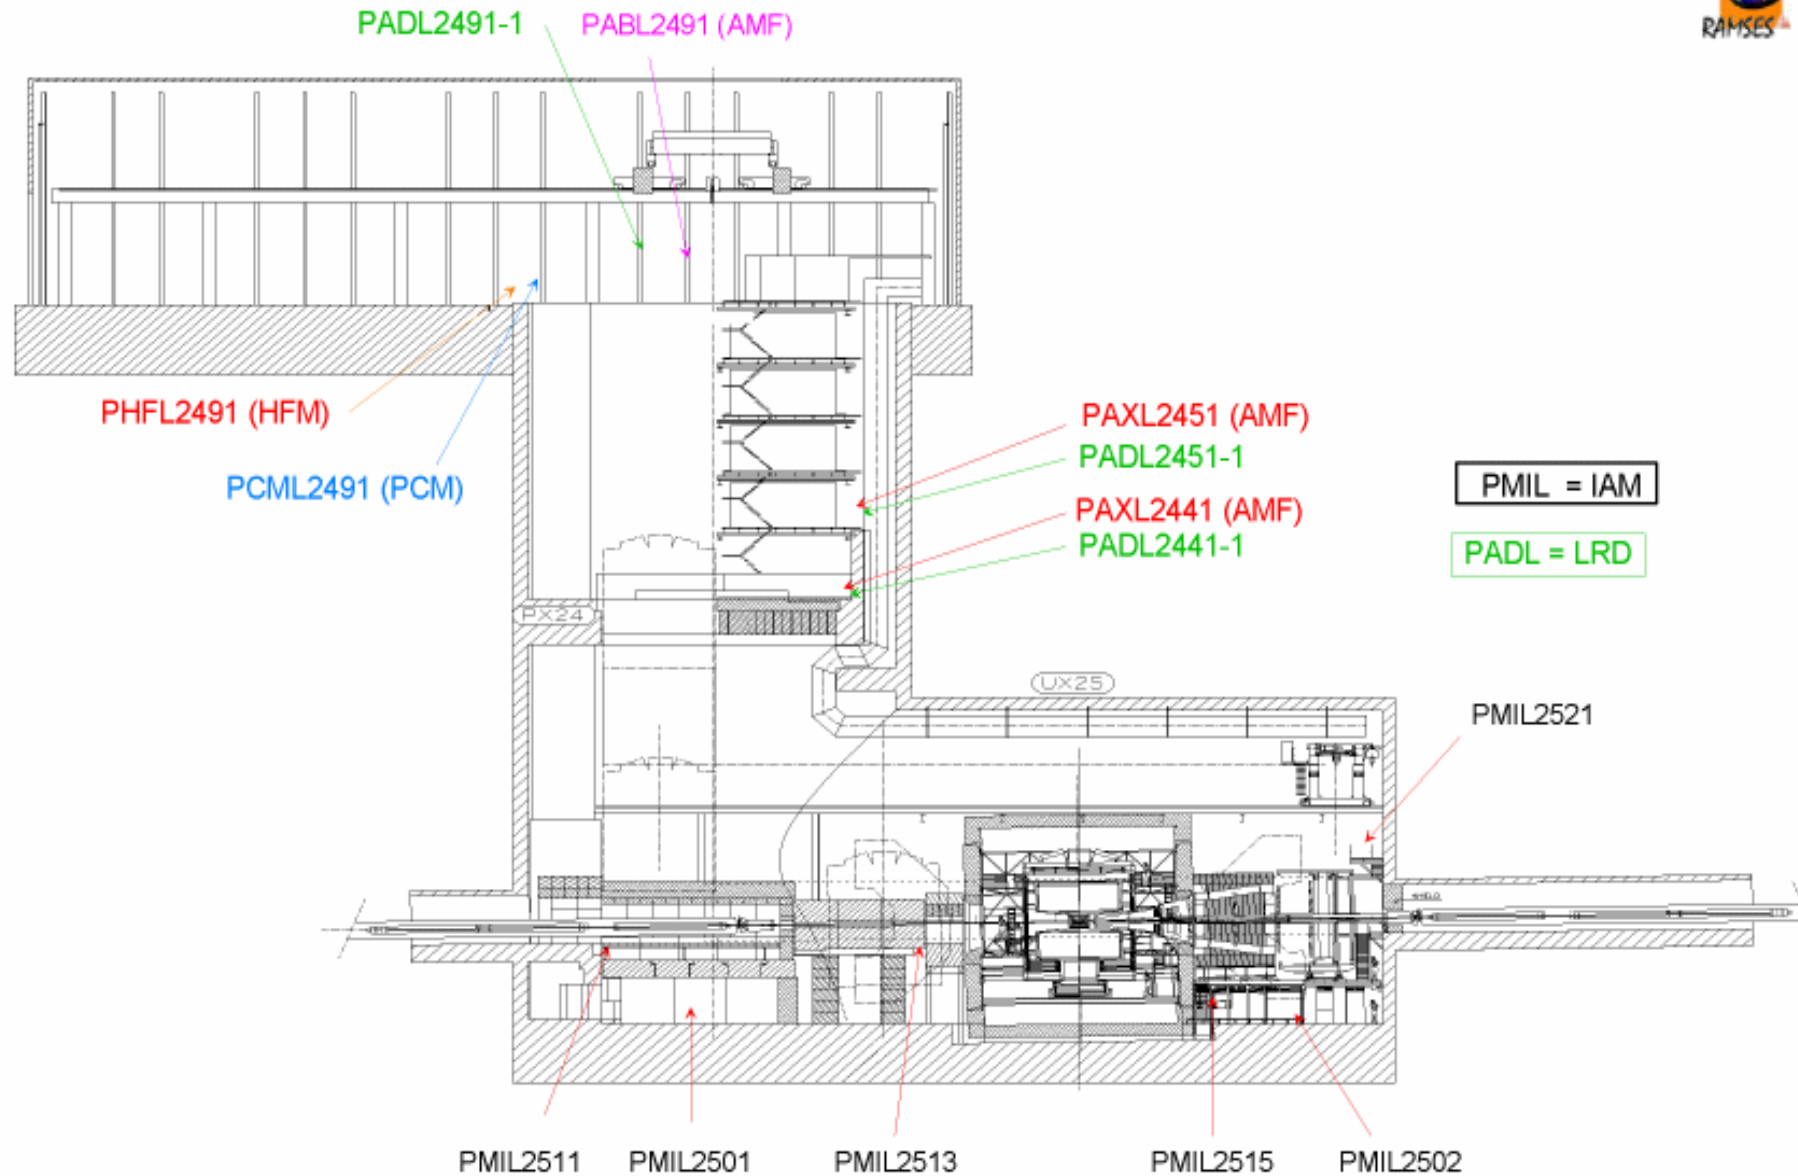 PADL2491-1
PABL2491 (AMF)
RAMSES
PHFL2491 (HFM)
PCML2491 (PCM)
PAXL2451 (AMF)
PADL2451-1
PAXL2441 (AMF)
PADL2441-1
PMIL = IAM
PADL = LRD
PX24
UX25
PMIL2521
PMIL2511
PMIL2501
PMIL2513
PMIL2515
PMIL2502